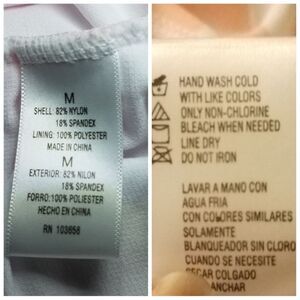 M
SHELL: 82% NYLON
18% SPANDEX
LINING: 100% POLYESTER
MADE IN CHINA
M
EXTERIOR: 82% NILON
18% SPANDEX
FORRO: 100% POLIESTER
HECHO EN CHINA
RN 103658
HAND WASH COLD
WITH LIKE COLORS
ONLY NON-CHLORINE
BLEACH WHEN NEEDED
LINE DRY
DO NOT IRON
LAVAR A MANO CON
AGUA FRIA
CON COLORES SIMILARES
SOLAMENTE
BLANQUEADOR SIN CLORO
CUANDO SE NECESITE
SECAR COLGADO